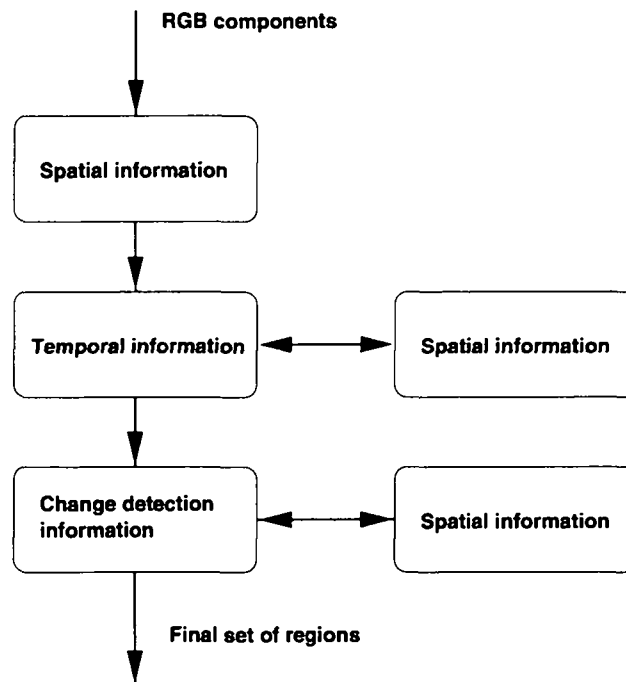 RGB components
Spatial information
Temporal information
Spatial information
Change detection
information
Spatial information
Final set of regions